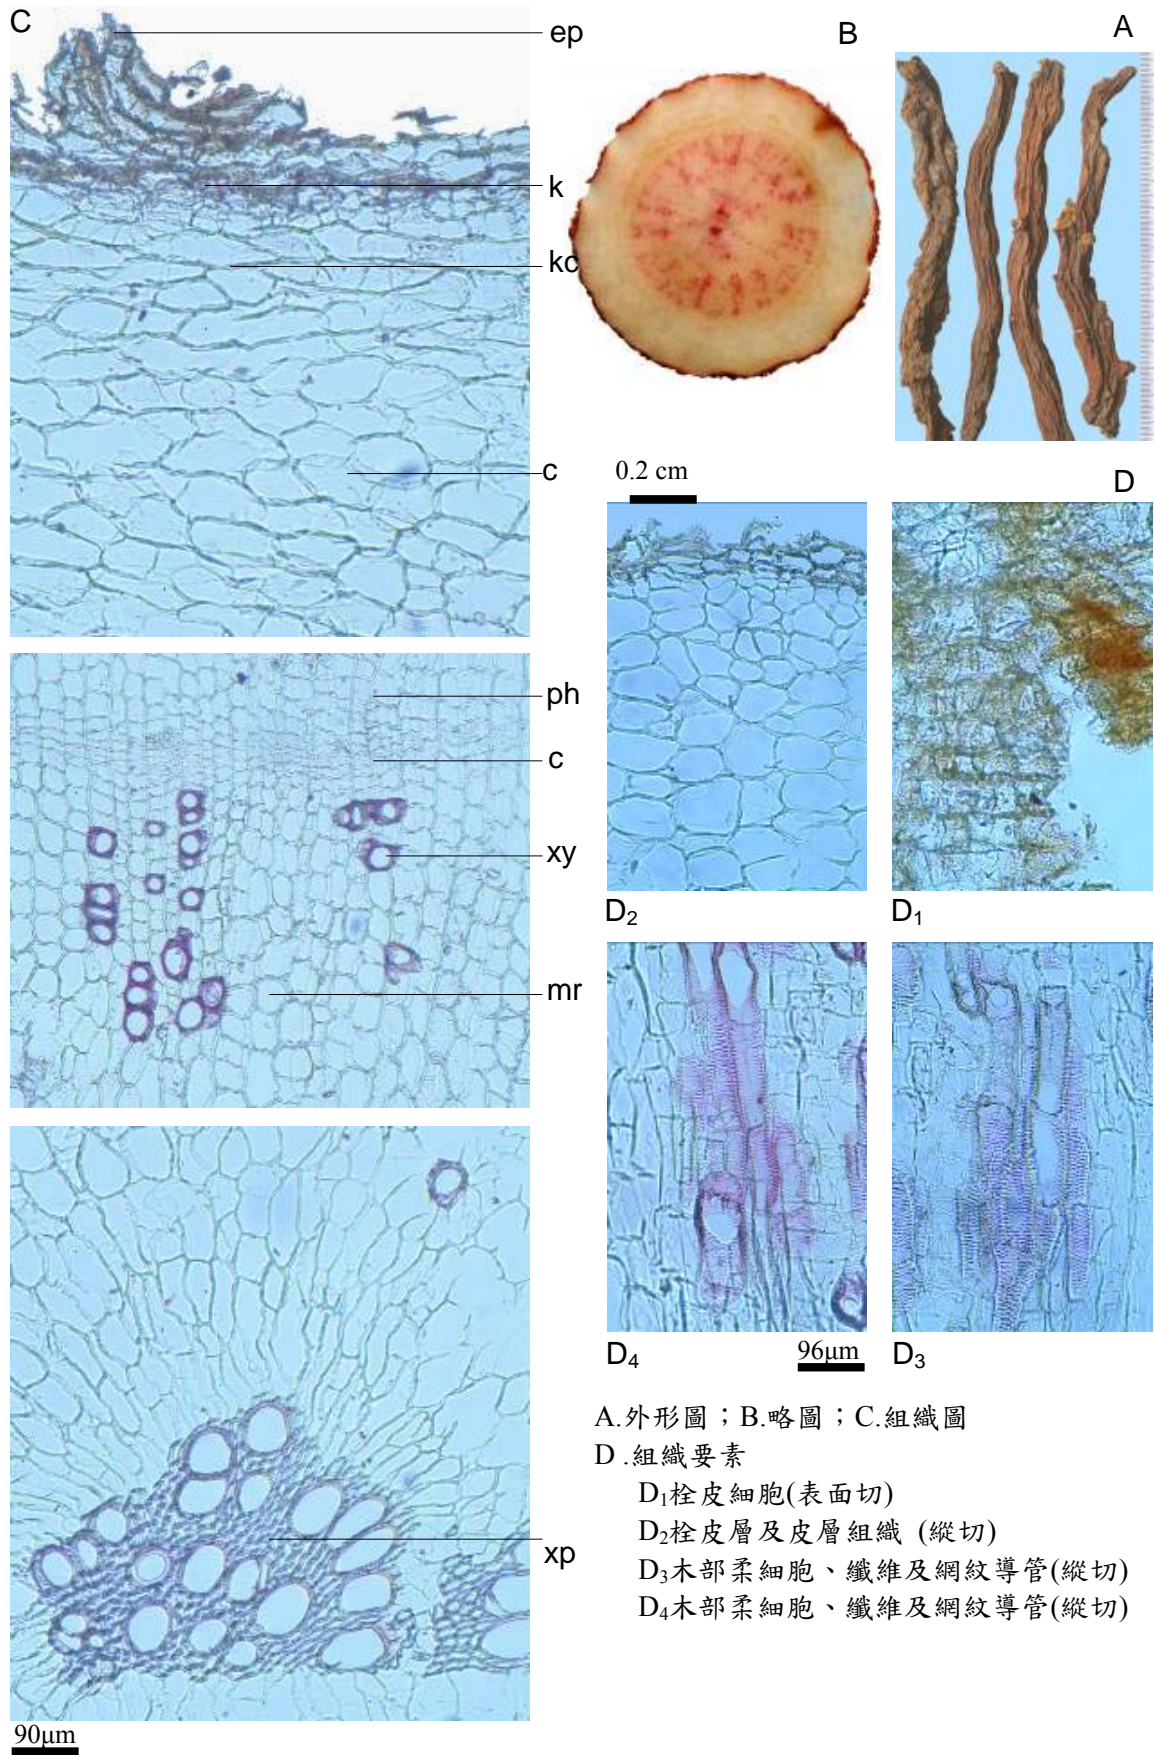 C
ep
B
A
k
kc
c
0.2 cm
D
ph
c
xy
D₂
D₁
mr
D₄
96μm
D₃
A.外形圖；B.略圖；C.組織圖
D .組織要素
D₁栓皮細胞(表面切)
D₂栓皮層及皮層組織 (縱切)
xp
D₃木部柔細胞、纖維及網紋導管(縱切)
D₄木部柔細胞、纖維及網紋導管(縱切)
90μm